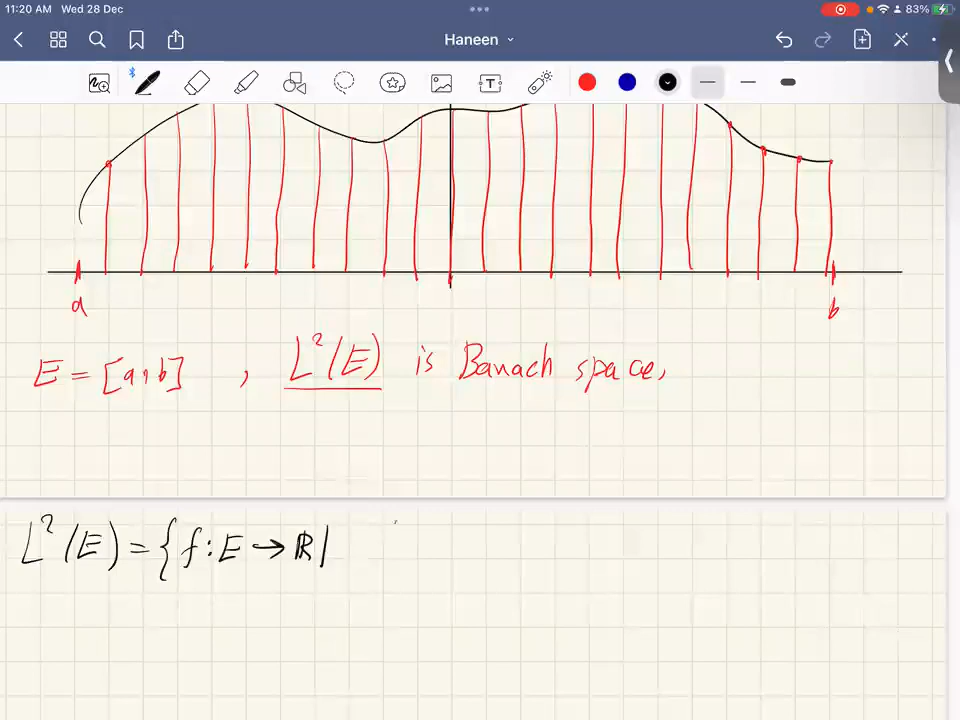 11:20 AM Wed 28 Dec
83%
Haneen
T
a
b
E = [a, b] , L²(E) is Banach space,
L²(E) = { f : E → ℝ |